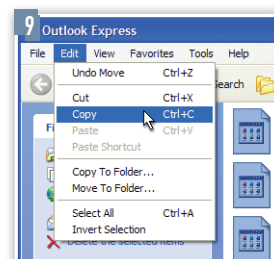 9
Outlook Express
File Edit View Favorites Tools Help
Undo Move Ctrl+Z
Cut Ctrl+X
Copy Ctrl+C
Paste Ctrl+V
Paste Shortcut
Copy To Folder...
Move To Folder...
Select All Ctrl+A
Invert Selection
Delete the selected items